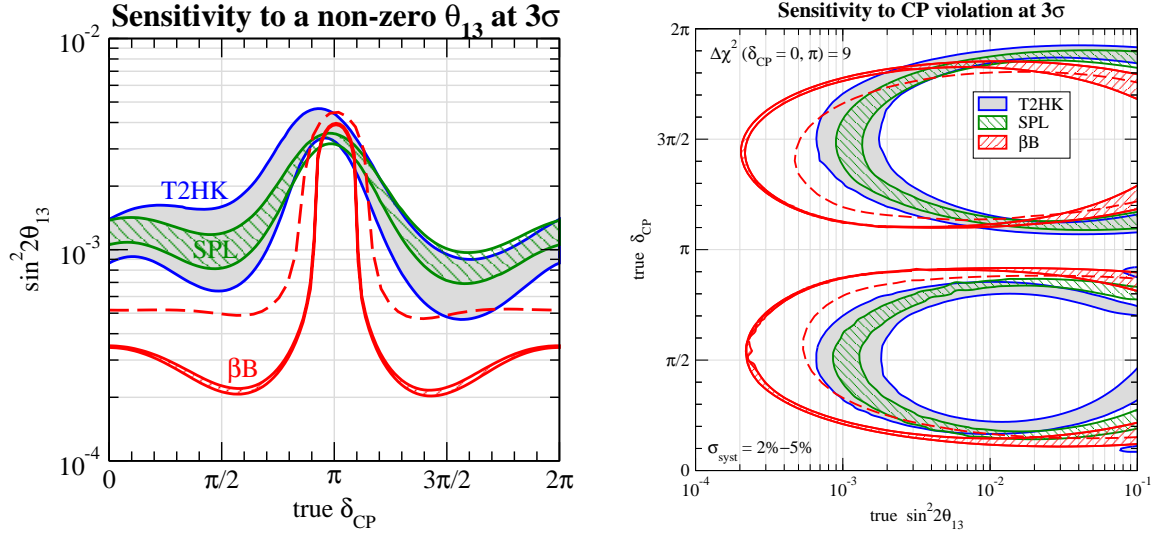 Sensitivity to a non-zero θ13 at 3σ
10-2
10-3
10-4
sin22θ13
T2HK
SPL
βB
0
π/2
π
3π/2
2π
true δCP
Sensitivity to CP violation at 3σ
2π
3π/2
π
π/2
0
true δCP
Δχ2 (δCP = 0, π) = 9
T2HK
SPL
βB
σsyst = 2%−5%
10-4
10-3
10-2
10-1
true sin22θ13